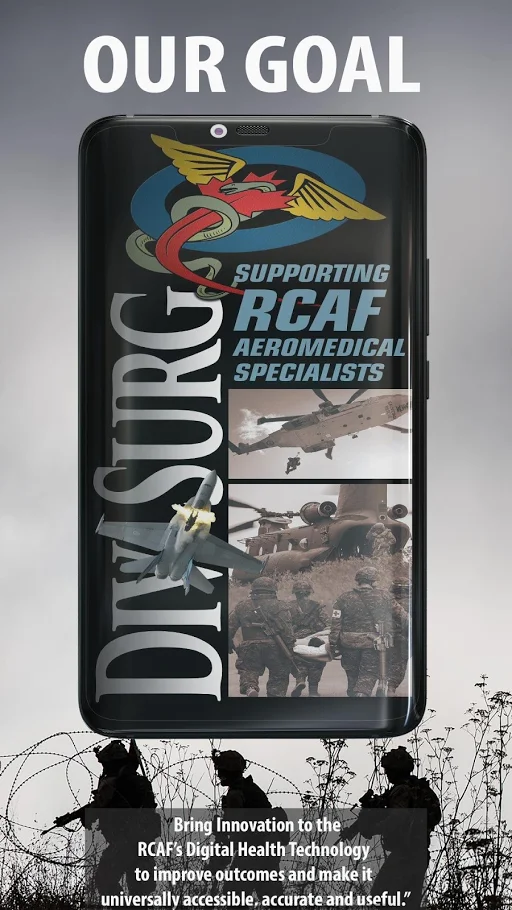 OUR GOAL
SUPPORTING
RCAF
AEROMEDICAL
SPECIALISTS
DIV SURG
Bring Innovation to the
RCAF's Digital Health Technology
to improve outcomes and make it
universally accessible, accurate and useful.”